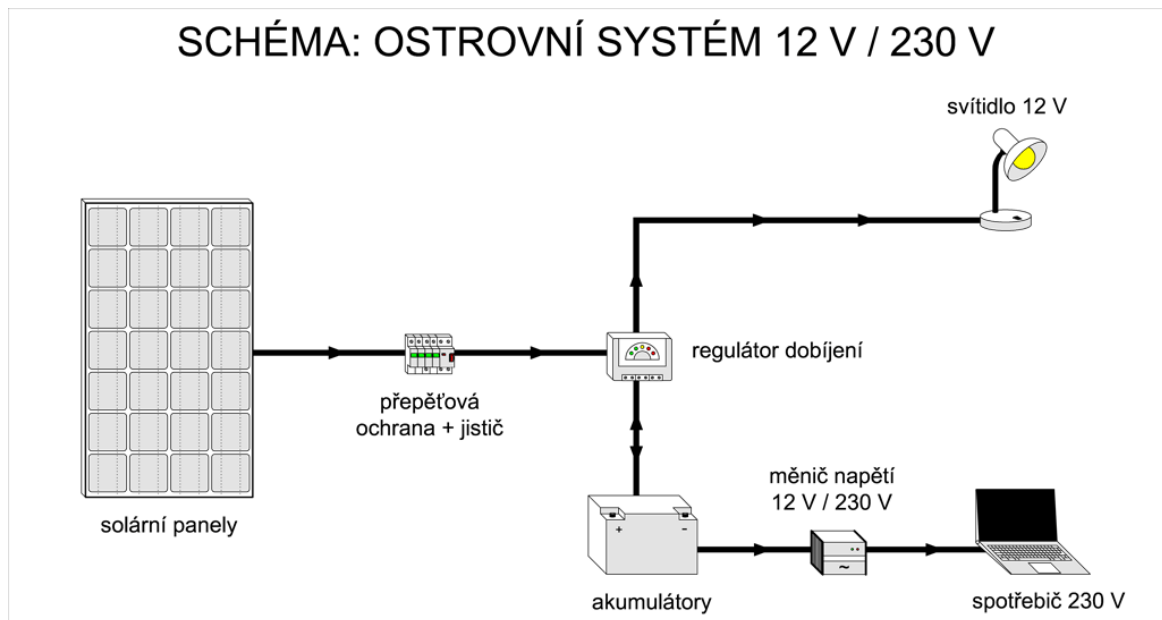 SCHÉMA: OSTROVNÍ SYSTÉM 12 V / 230 V
svítidlo 12 V
regulátor dobíjení
přepěťová
ochrana + jistič
solární panely
měnič napětí
12 V / 230 V
+ −
~
akumulátory
spotřebič 230 V